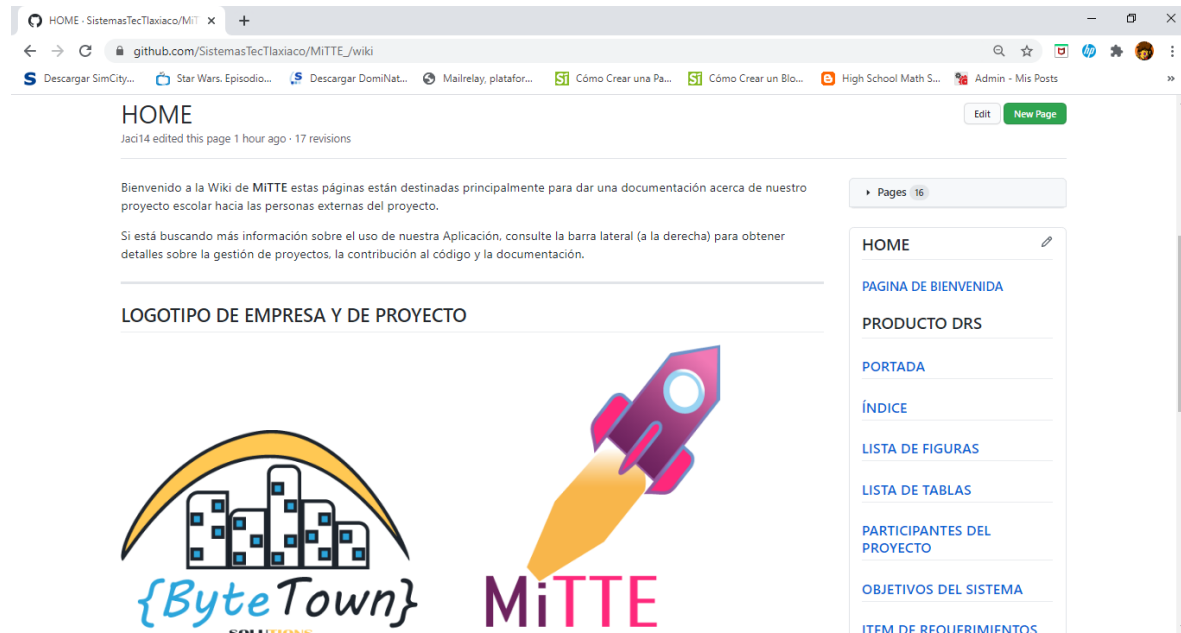 HOME · SistemasTecTlaxiaco/MiT
github.com/SistemasTecTlaxiaco/MiTTE_/wiki
Descargar SimCity...
Star Wars. Episodio...
Descargar DomiNat...
Mailrelay, platafor...
Cómo Crear una Pa...
Cómo Crear un Blo...
High School Math S...
Admin - Mis Posts
HOME
Edit
New Page
Jaci14 edited this page 1 hour ago · 17 revisions
Bienvenido a la Wiki de MiTTE estas páginas están destinadas principalmente para dar una documentación acerca de nuestro
proyecto escolar hacia las personas externas del proyecto.
Si está buscando más información sobre el uso de nuestra Aplicación, consulte la barra lateral (a la derecha) para obtener
detalles sobre la gestión de proyectos, la contribución al código y la documentación.
LOGOTIPO DE EMPRESA Y DE PROYECTO
{ByteTown}
SOLUTIONS
MiTTE
Pages 16
HOME
PAGINA DE BIENVENIDA
PRODUCTO DRS
PORTADA
ÍNDICE
LISTA DE FIGURAS
LISTA DE TABLAS
PARTICIPANTES DEL
PROYECTO
OBJETIVOS DEL SISTEMA
ITEM DE REQUERIMIENTOS